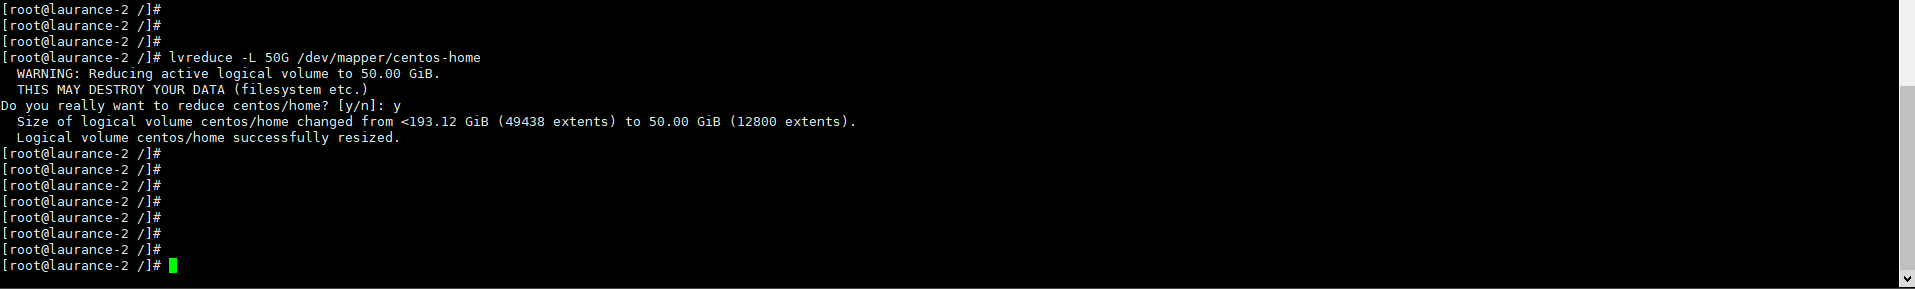 [root@laurance-2 /]#
[root@laurance-2 /]#
[root@laurance-2 /]#
[root@laurance-2 /]# lvreduce -L 50G /dev/mapper/centos-home
  WARNING: Reducing active logical volume to 50.00 GiB.
  THIS MAY DESTROY YOUR DATA (filesystem etc.)
Do you really want to reduce centos/home? [y/n]: y
  Size of logical volume centos/home changed from <193.12 GiB (49438 extents) to 50.00 GiB (12800 extents).
  Logical volume centos/home successfully resized.
[root@laurance-2 /]#
[root@laurance-2 /]#
[root@laurance-2 /]#
[root@laurance-2 /]#
[root@laurance-2 /]#
[root@laurance-2 /]#
[root@laurance-2 /]#
[root@laurance-2 /]#